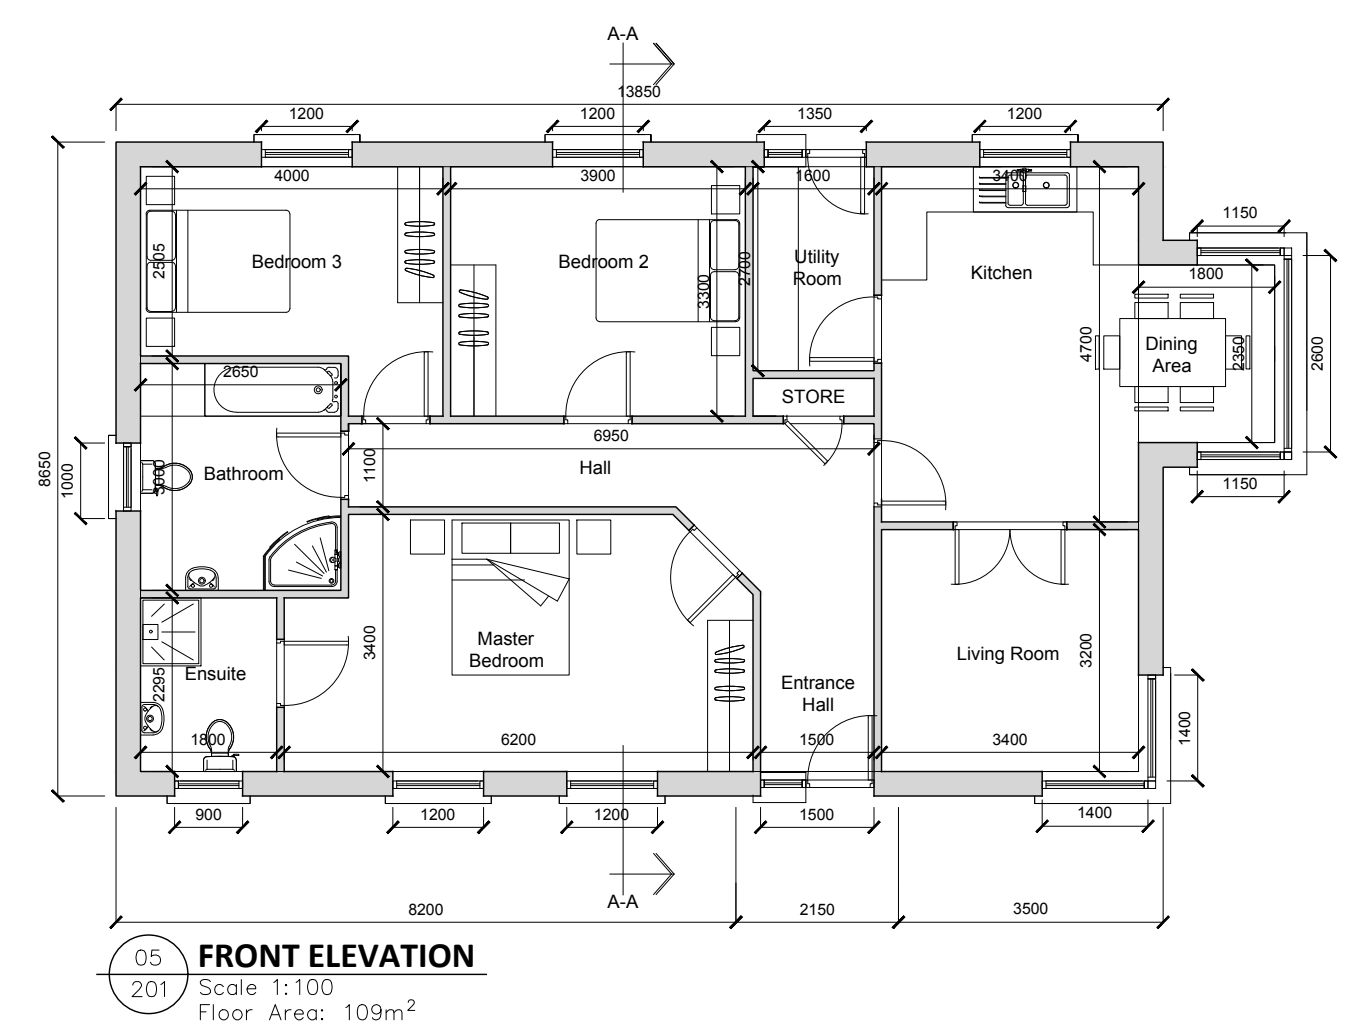 A-A
13850
1200
1200
1350
1200
4000
3900
1600
3400
1150
1800
Bedroom 3
2505
Bedroom 2
3300
2700
Utility
Room
Kitchen
4700
Dining
Area
2350
2600
2650
STORE
6950
1100
Hall
8650
1000
Bathroom
3000
1150
3400
Master
Bedroom
Living Room
3200
Ensuite
2295
Entrance
Hall
1400
1800
6200
1500
3400
900
1200
1200
1500
1400
A-A
8200
2150
3500
05
201
FRONT ELEVATION
Scale 1:100
Floor Area: 109m²